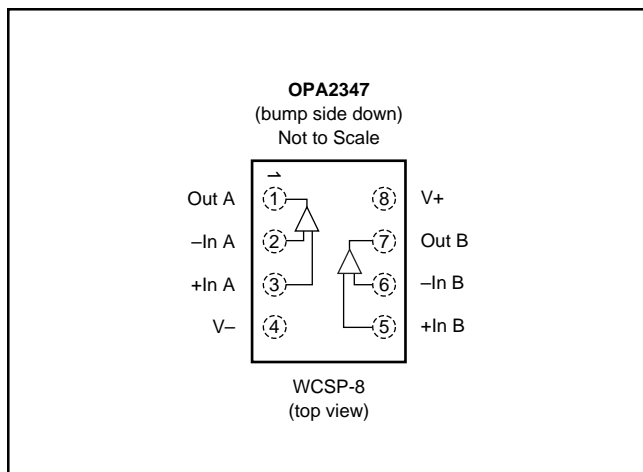 OPA2347
(bump side down)
Not to Scale
Out A 1 8 V+
–In A 2 7 Out B
+In A 3 6 –In B
V– 4 5 +In B
WCSP-8
(top view)